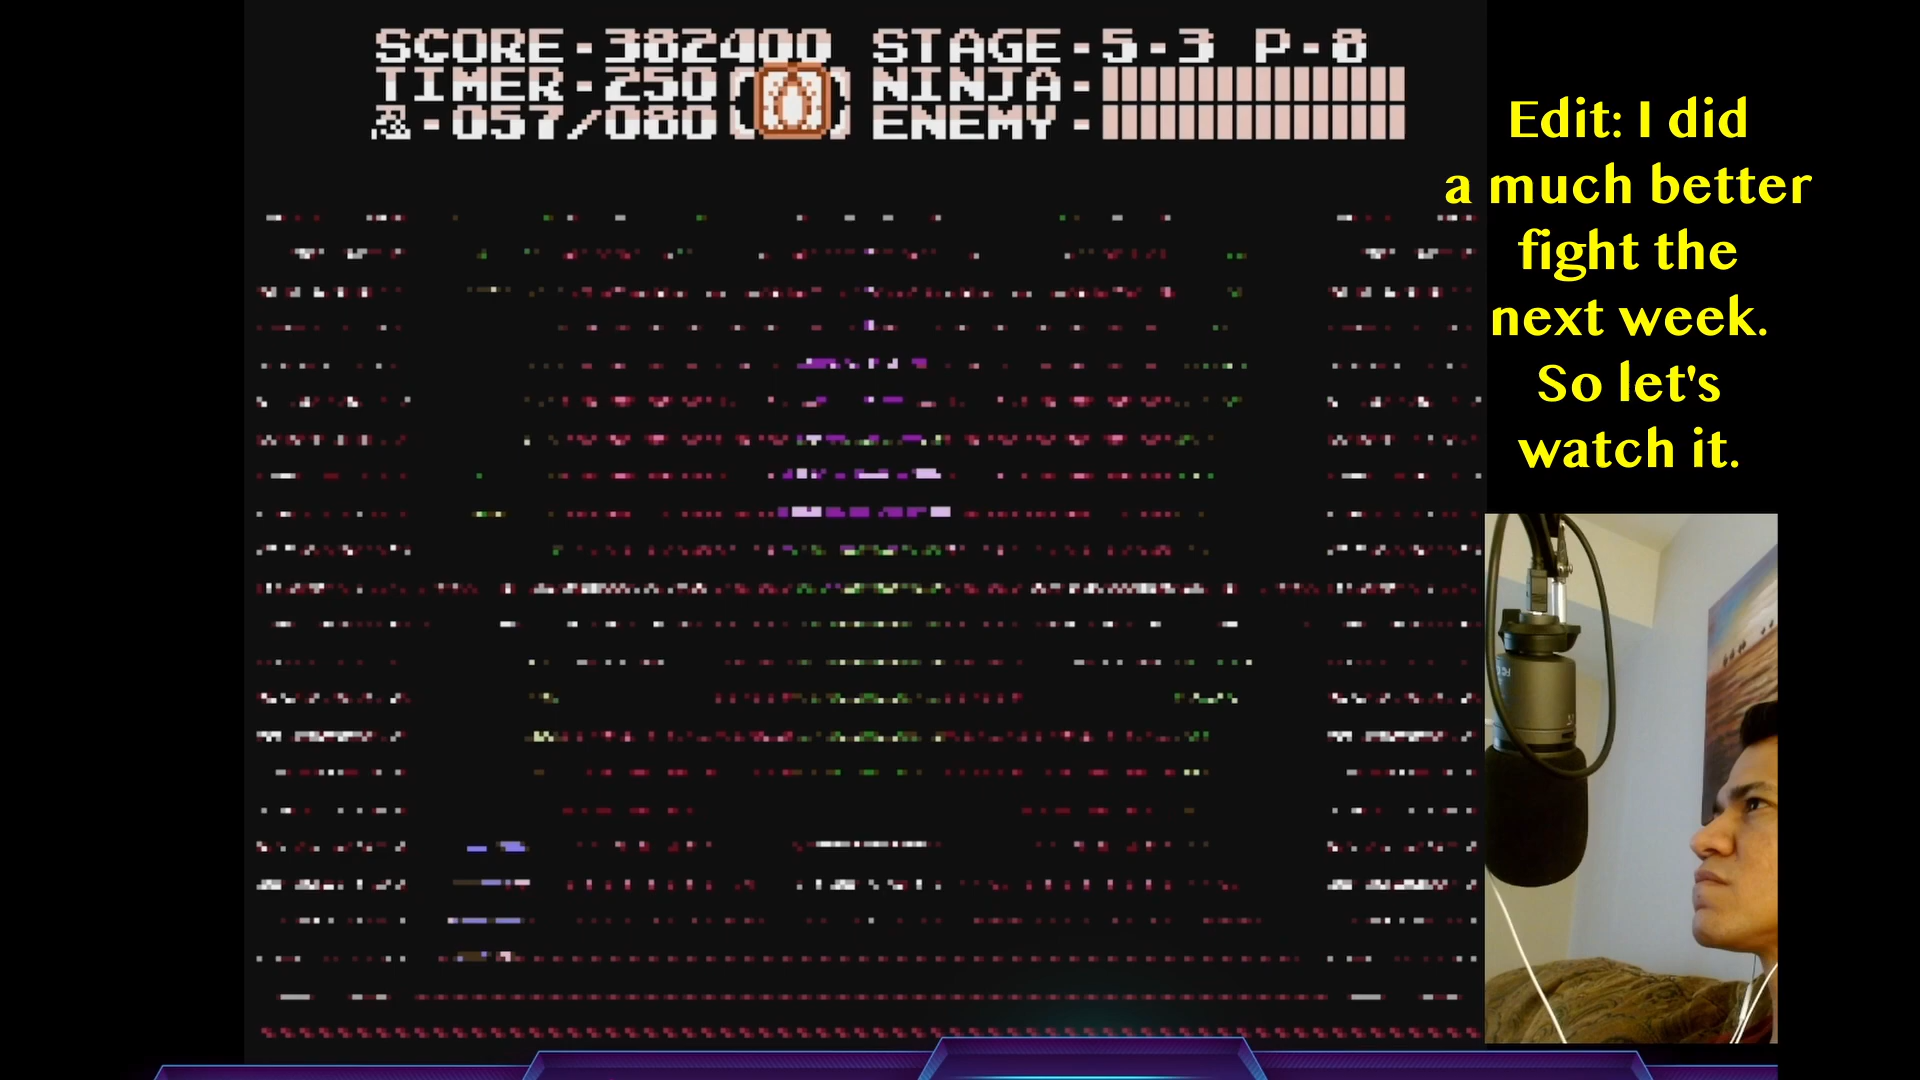 SCORE-382400 STAGE-5-3 P-8
TIMER-250 NINJA-
-057/080 ENEMY-
Edit: I did
a much better
fight the
next week.
So let's
watch it.